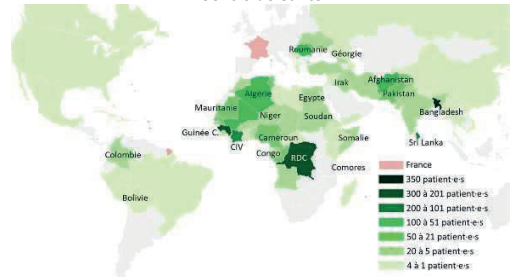 Roumanie
Géorgie
Irak
Afghanistan
Pakistan
Algerie
Egypte
Bangladesh
Mauritanie
Niger
Soudan
Guinée C.
CIV
Cameroun
Somalie
Sri Lanka
Colombie
Congo
RDC
Comores
Bolivie
France
350 patient·e·s
300 à 201 patient·e·s
200 à 101 patient·e·s
100 à 51 patient·e·s
50 à 21 patient·e·s
20 à 5 patient·e·s
4 à 1 patient·e·s